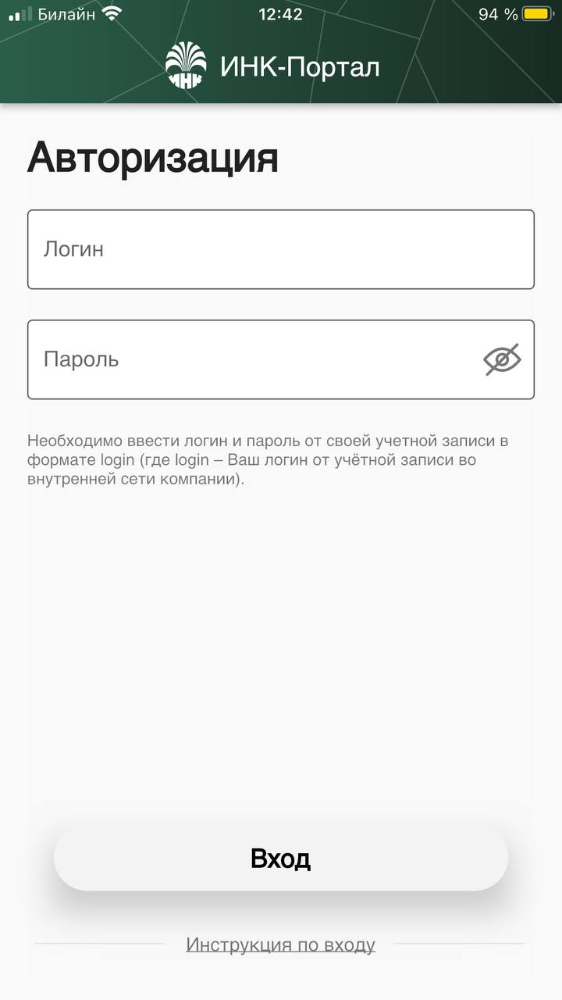 Билайн 12:42 94 %
ИНК
ИНК-Портал
Авторизация
Логин
Пароль
Необходимо ввести логин и пароль от своей учетной записи в
формате login (где login – Ваш логин от учётной записи во
внутренней сети компании).
Вход
Инструкция по входу